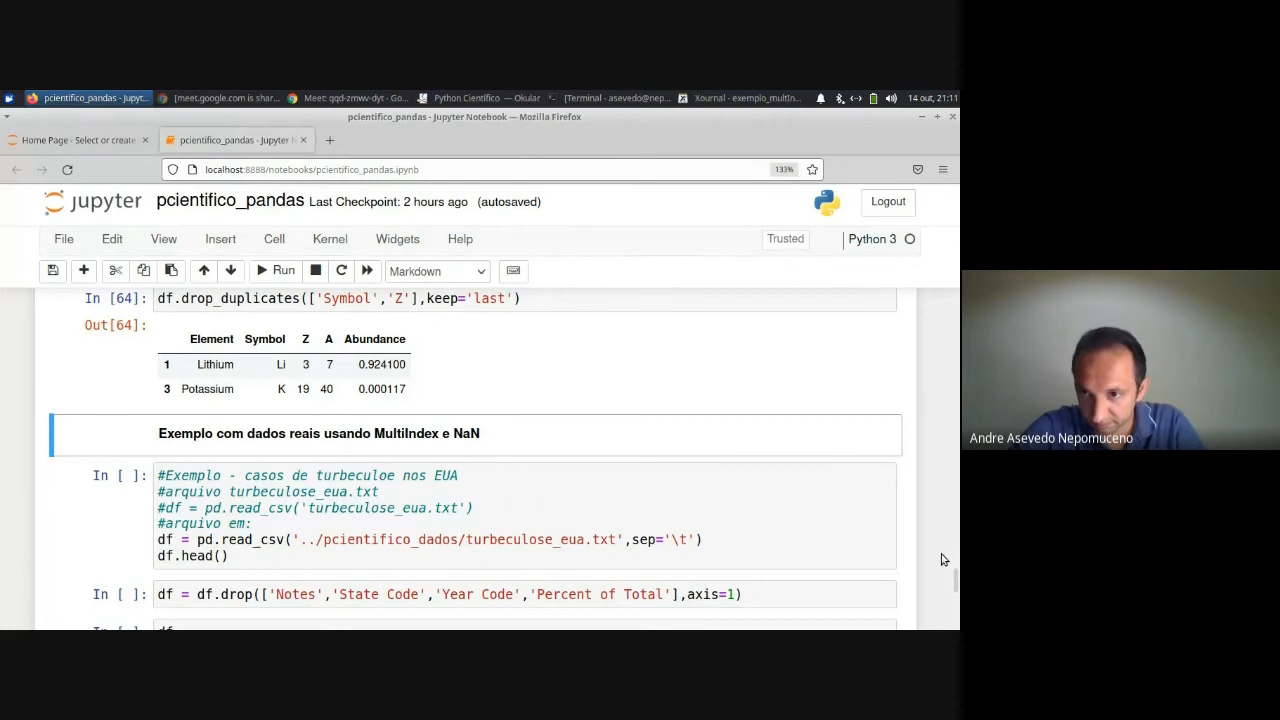 pcientifico_pandas - Jupyt...
[meet.google.com is shar...
Meet: qqd-zmwv-dyt - Go...
Python Científico — Okular
[Terminal - asevedo@nep...
Xournal - exemplo_multIn...
14 out, 21:11
pcientifico_pandas - Jupyter Notebook — Mozilla Firefox
Home Page - Select or create
pcientifico_pandas - Jupyter N
localhost:8888/notebooks/pcientifico_pandas.ipynb
133%
jupyter pcientifico_pandas Last Checkpoint: 2 hours ago (autosaved)
Logout
File Edit View Insert Cell Kernel Widgets Help
Trusted
Python 3
Run
Markdown
In [64]: df.drop_duplicates(['Symbol','Z'],keep='last')
Out[64]:
Element Symbol Z A Abundance
1 Lithium Li 3 7 0.924100
3 Potassium K 19 40 0.000117
Exemplo com dados reais usando MultiIndex e NaN
In [ ]: #Exemplo - casos de turbeculoe nos EUA
#arquivo turbeculose_eua.txt
#df = pd.read_csv('turbeculose_eua.txt')
#arquivo em:
df = pd.read_csv('../pcientifico_dados/turbeculose_eua.txt',sep='\t')
df.head()
In [ ]: df = df.drop(['Notes','State Code','Year Code','Percent of Total'],axis=1)
Andre Asevedo Nepomuceno